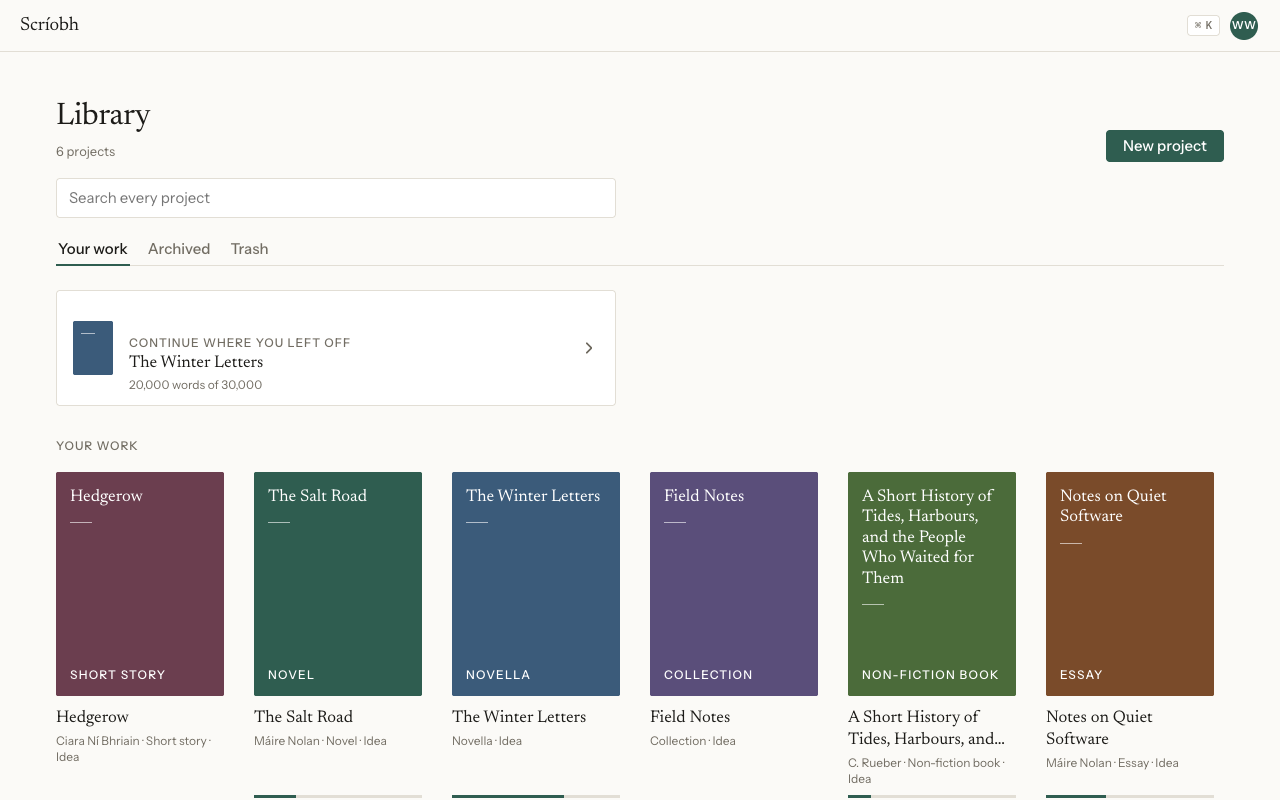 Scríobh
⌘ K
WW
Library
6 projects
New project
Search every project
Your work
Archived
Trash
CONTINUE WHERE YOU LEFT OFF
The Winter Letters
20,000 words of 30,000
YOUR WORK
Hedgerow
SHORT STORY
Hedgerow
Ciara Ní Bhriain · Short story ·
Idea
The Salt Road
NOVEL
The Salt Road
Máire Nolan · Novel · Idea
The Winter Letters
NOVELLA
The Winter Letters
Novella · Idea
Field Notes
COLLECTION
Field Notes
Collection · Idea
A Short History of
Tides, Harbours,
and the People
Who Waited for
Them
NON-FICTION BOOK
A Short History of
Tides, Harbours, and...
C. Rueber · Non-fiction book ·
Idea
Notes on Quiet
Software
ESSAY
Notes on Quiet
Software
Máire Nolan · Essay · Idea